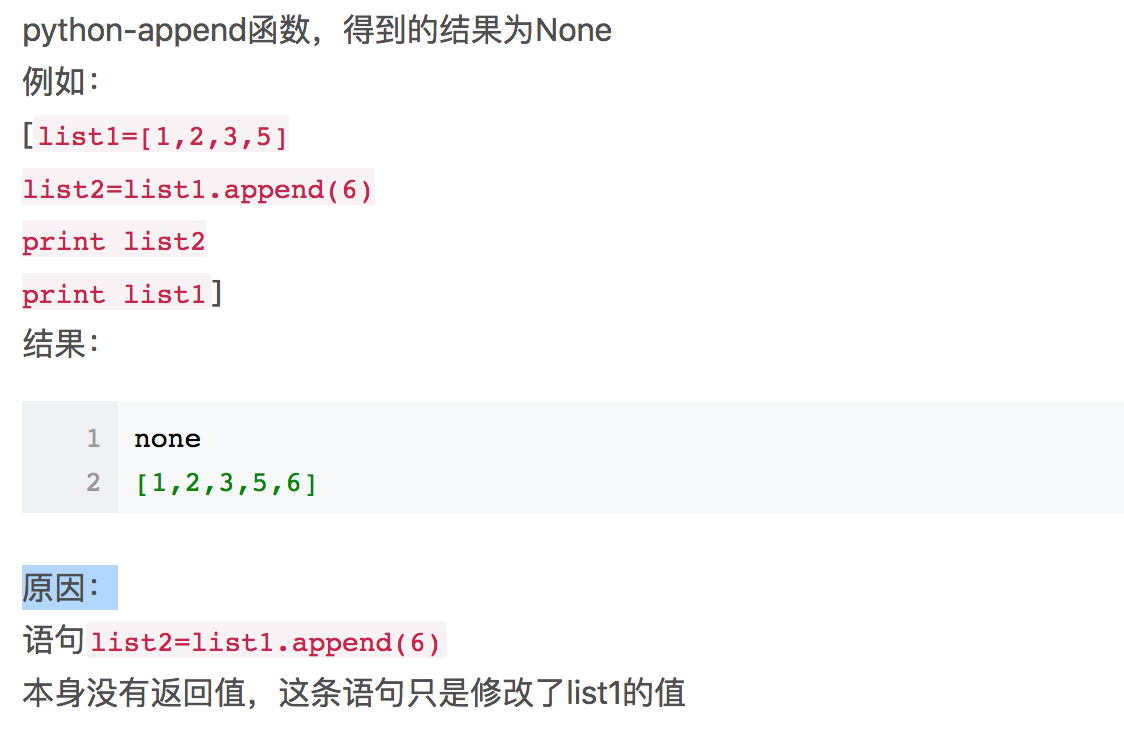 python-append函数，得到的结果为None
例如：
[list1=[1,2,3,5]
list2=list1.append(6)
print list2
print list1]
结果：
1 none
2 [1,2,3,5,6]
原因：
语句list2=list1.append(6)
本身没有返回值，这条语句只是修改了list1的值